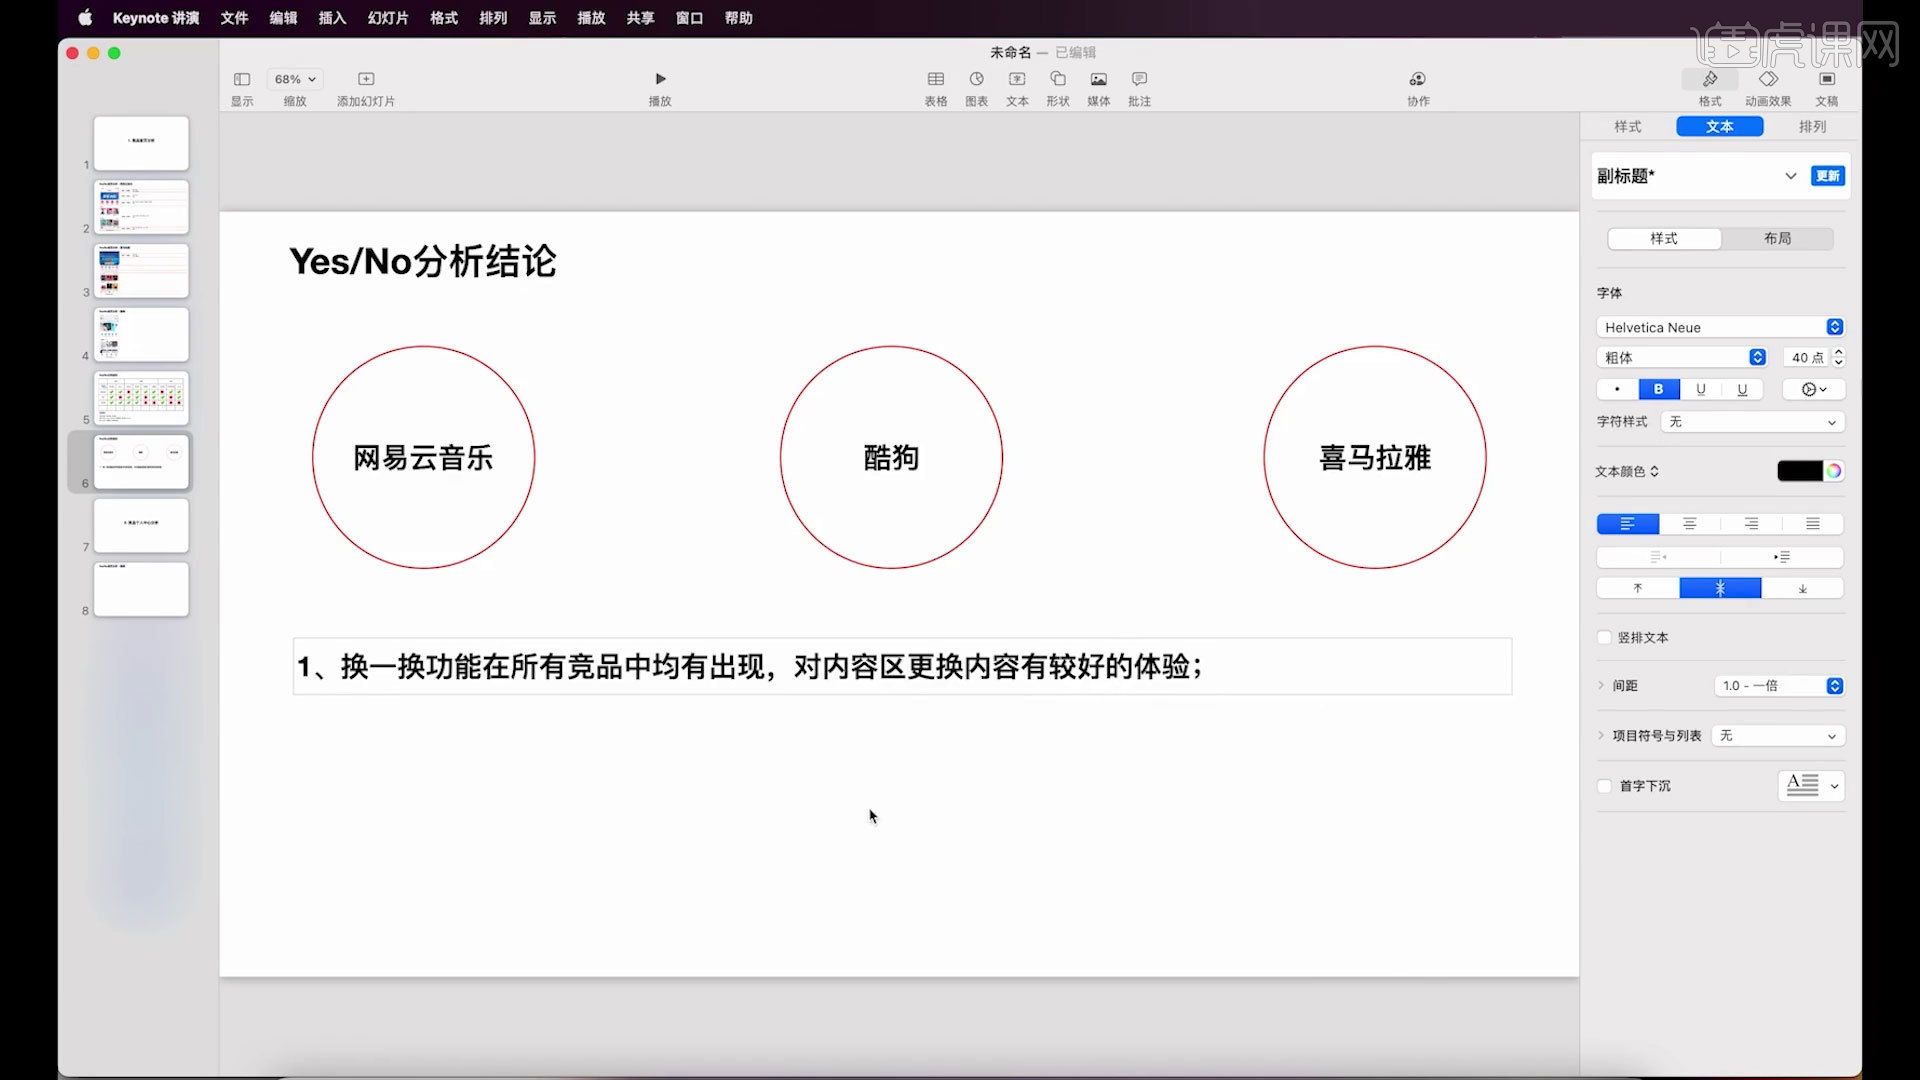 Keynote 讲演 文件 编辑 插入 幻灯片 格式 排列 显示 播放 共享 窗口 帮助
虎课网
未命名 — 已编辑
68%
显示 缩放 添加幻灯片 播放 表格 图表 文本 形状 媒体 批注 协作 格式 动画效果 文稿
样式 文本 排列
副标题* 更新
样式 布局
字体
Helvetica Neue
粗体 40 点
B U U
字符样式 无
文本颜色
竖排文本
间距 1.0 - 一倍
项目符号与列表 无
首字下沉 A
1
2
3
4
5
6
7
8
Yes/No分析结论
网易云音乐
酷狗
喜马拉雅
1、换一换功能在所有竞品中均有出现，对内容区更换内容有较好的体验；